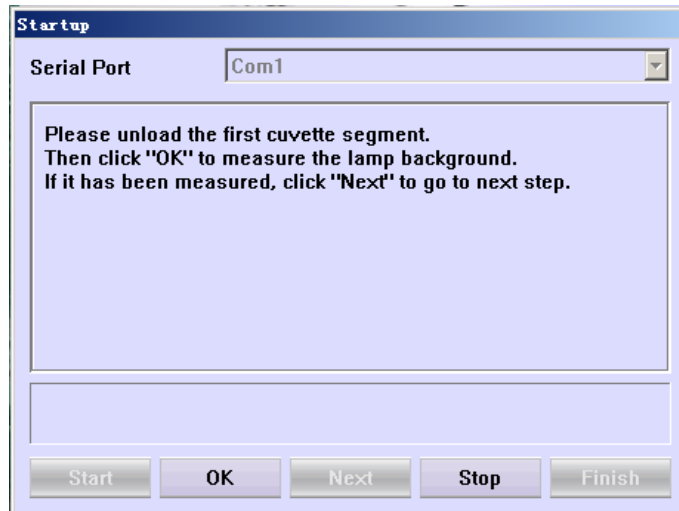 Startup
Serial Port
Com1
Please unload the first cuvette segment.
Then click "OK" to measure the lamp background.
If it has been measured, click "Next" to go to next step.
Start OK Next Stop Finish